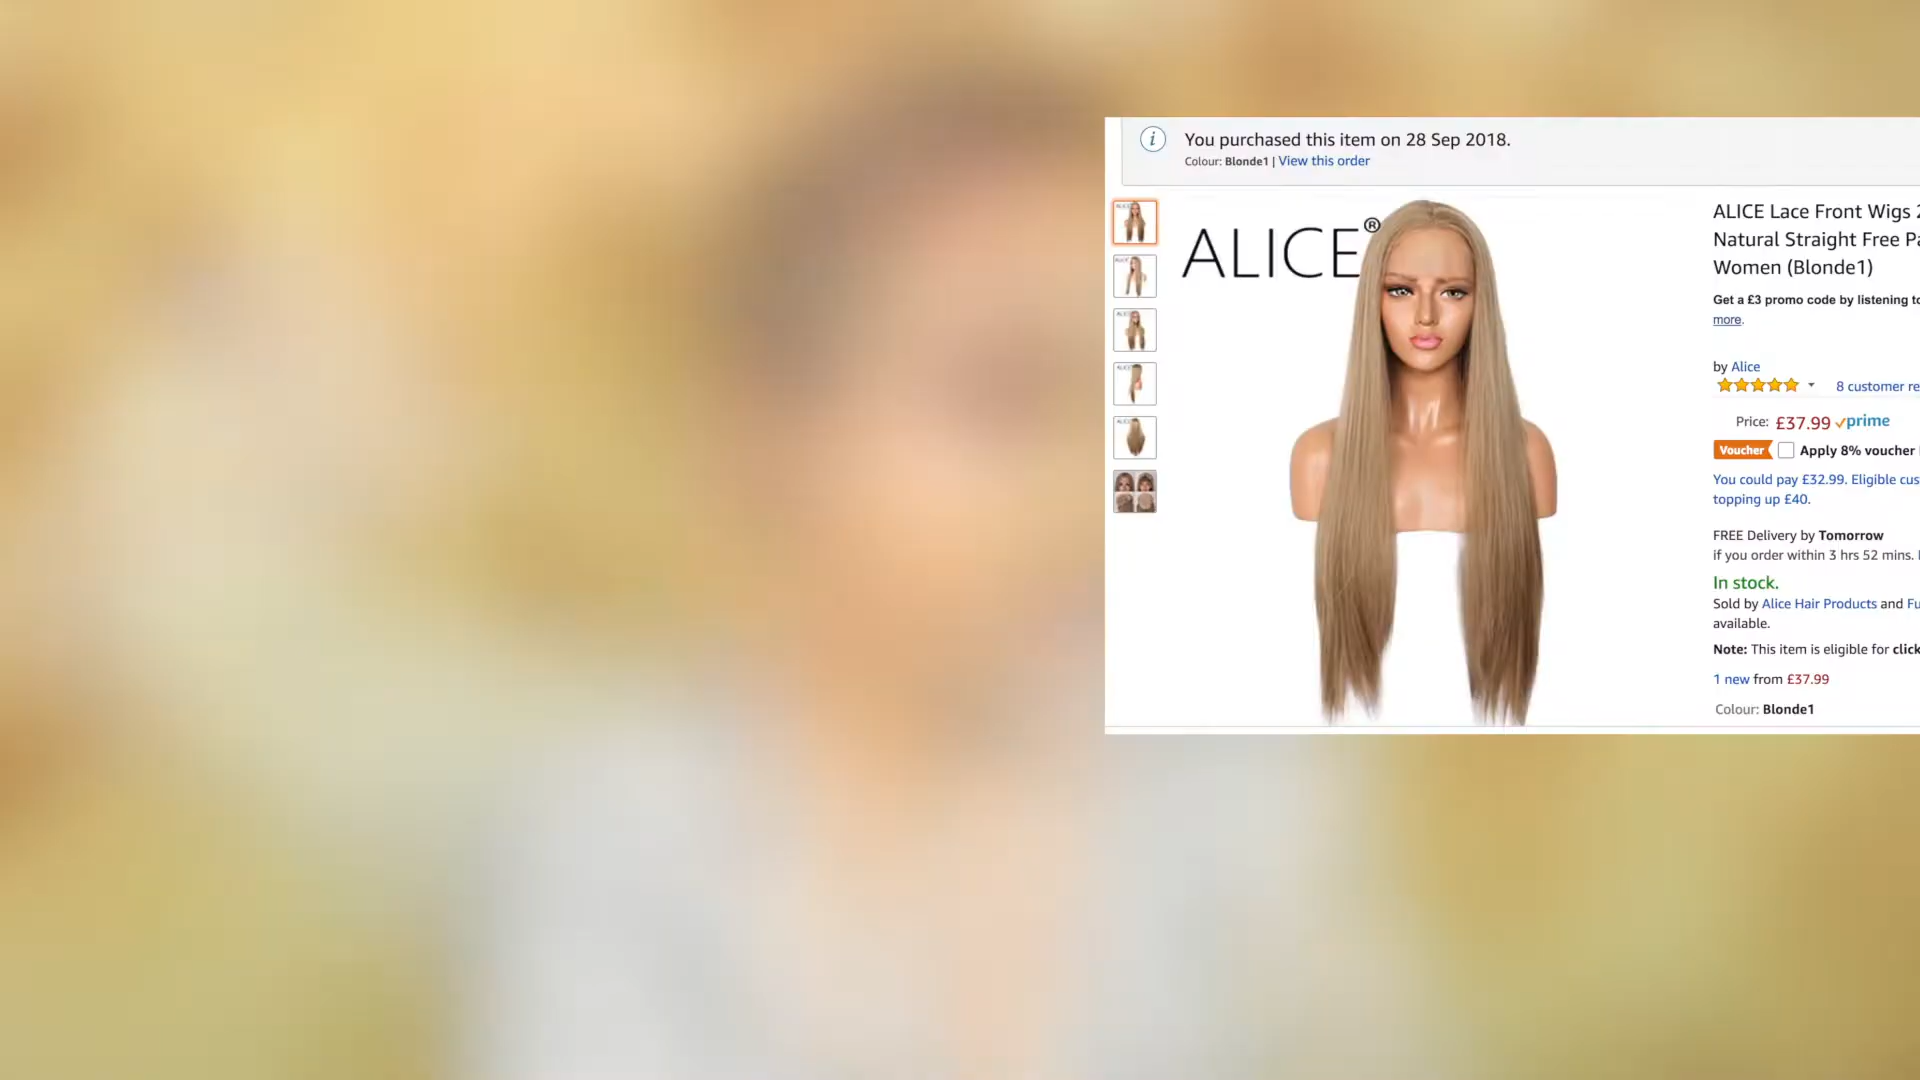 You purchased this item on 28 Sep 2018.
Colour: Blonde1 | View this order
ALICE®
ALICE Lace Front Wigs
Natural Straight Free
Women (Blonde1)
Get a £3 promo code by listening
more.
by Alice
8 customer
Price: £37.99 prime
Voucher Apply 8% voucher
You could pay £32.99. Eligible
topping up £40.
FREE Delivery by Tomorrow
if you order within 3 hrs 52 mins.
In stock.
Sold by Alice Hair Products and
available.
Note: This item is eligible for
1 new from £37.99
Colour: Blonde1